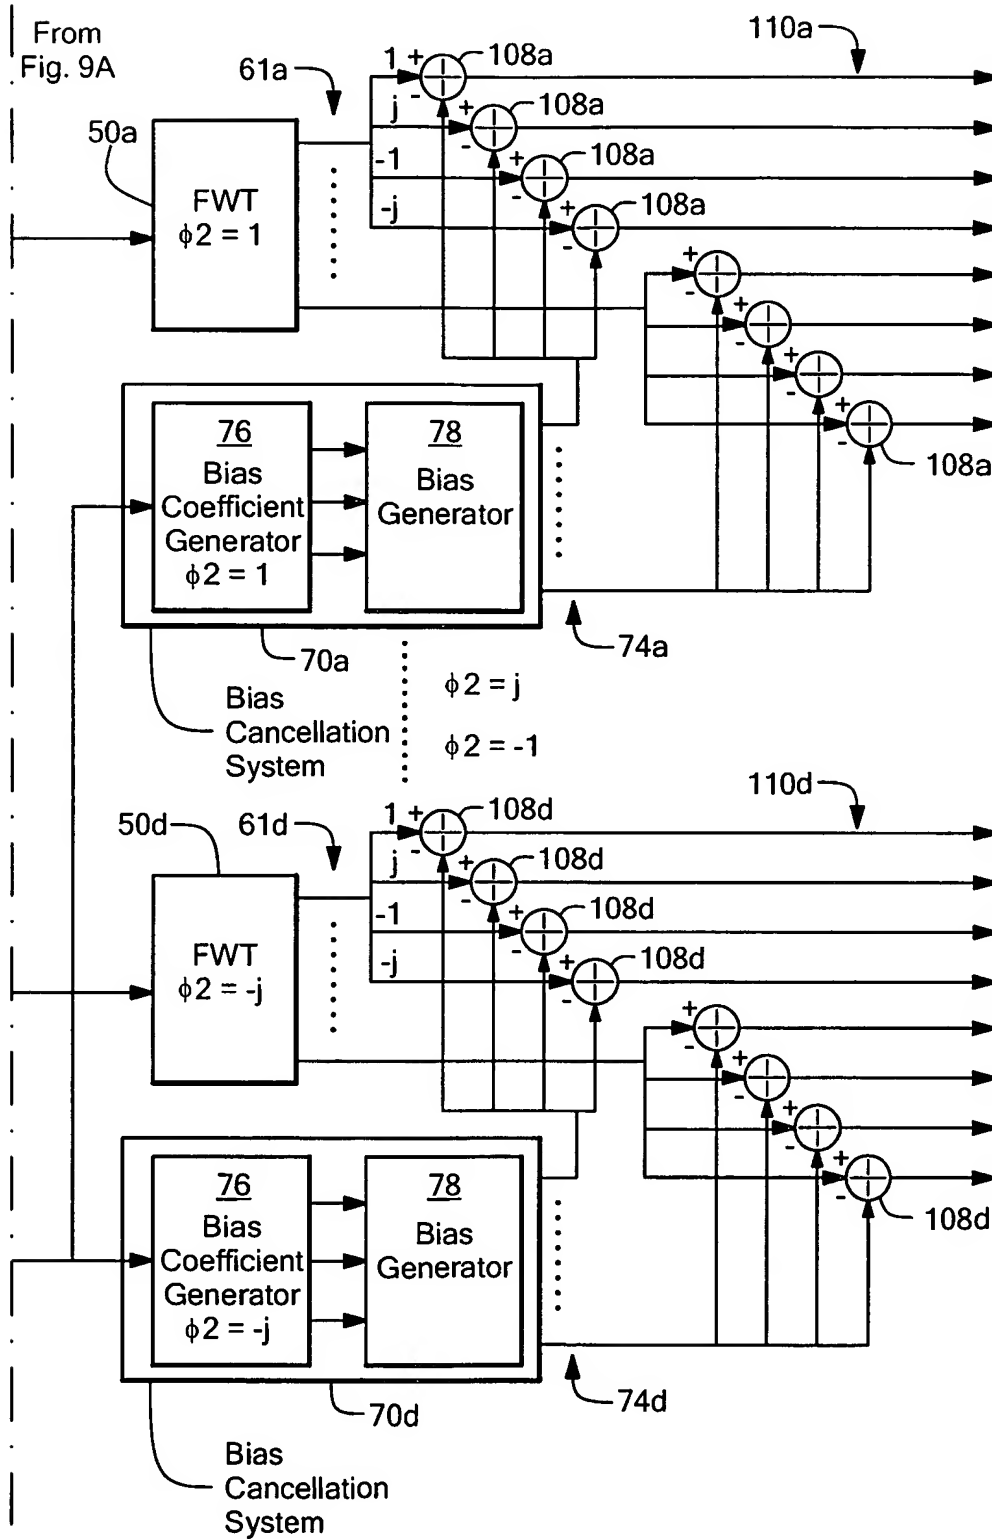 From
Fig. 9A
110a
61a
1 + - 108a
j + - 108a
-1 + - 108a
-j + - 108a
50a
FWT
ϕ2 = 1
+ -
+ -
+ -
+ -
108a
76
Bias
Coefficient
Generator
ϕ2 = 1
78
Bias
Generator
70a
74a
Bias
Cancellation
System
ϕ2 = j
ϕ2 = -1
110d
50d
61d
1 + - 108d
j + - 108d
-1 + - 108d
-j + - 108d
FWT
ϕ2 = -j
+ -
+ -
+ -
+ -
108d
76
Bias
Coefficient
Generator
ϕ2 = -j
78
Bias
Generator
70d
74d
Bias
Cancellation
System